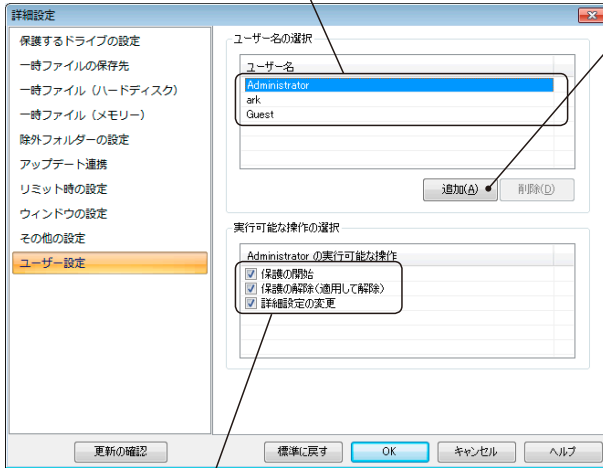 詳細設定
保護するドライブの設定
一時ファイルの保存先
一時ファイル（ハードディスク）
一時ファイル（メモリー）
除外フォルダーの設定
アップデート連携
リミット時の設定
ウィンドウの設定
その他の設定
ユーザー設定
ユーザー名の選択
ユーザー名
Administrator
ark
Guest
追加(A)
削除(D)
実行可能な操作の選択
Administrator の実行可能な操作
保護の開始
保護の解除(適用して解除)
詳細設定の変更
更新の確認
標準に戻す
OK
キャンセル
ヘルプ